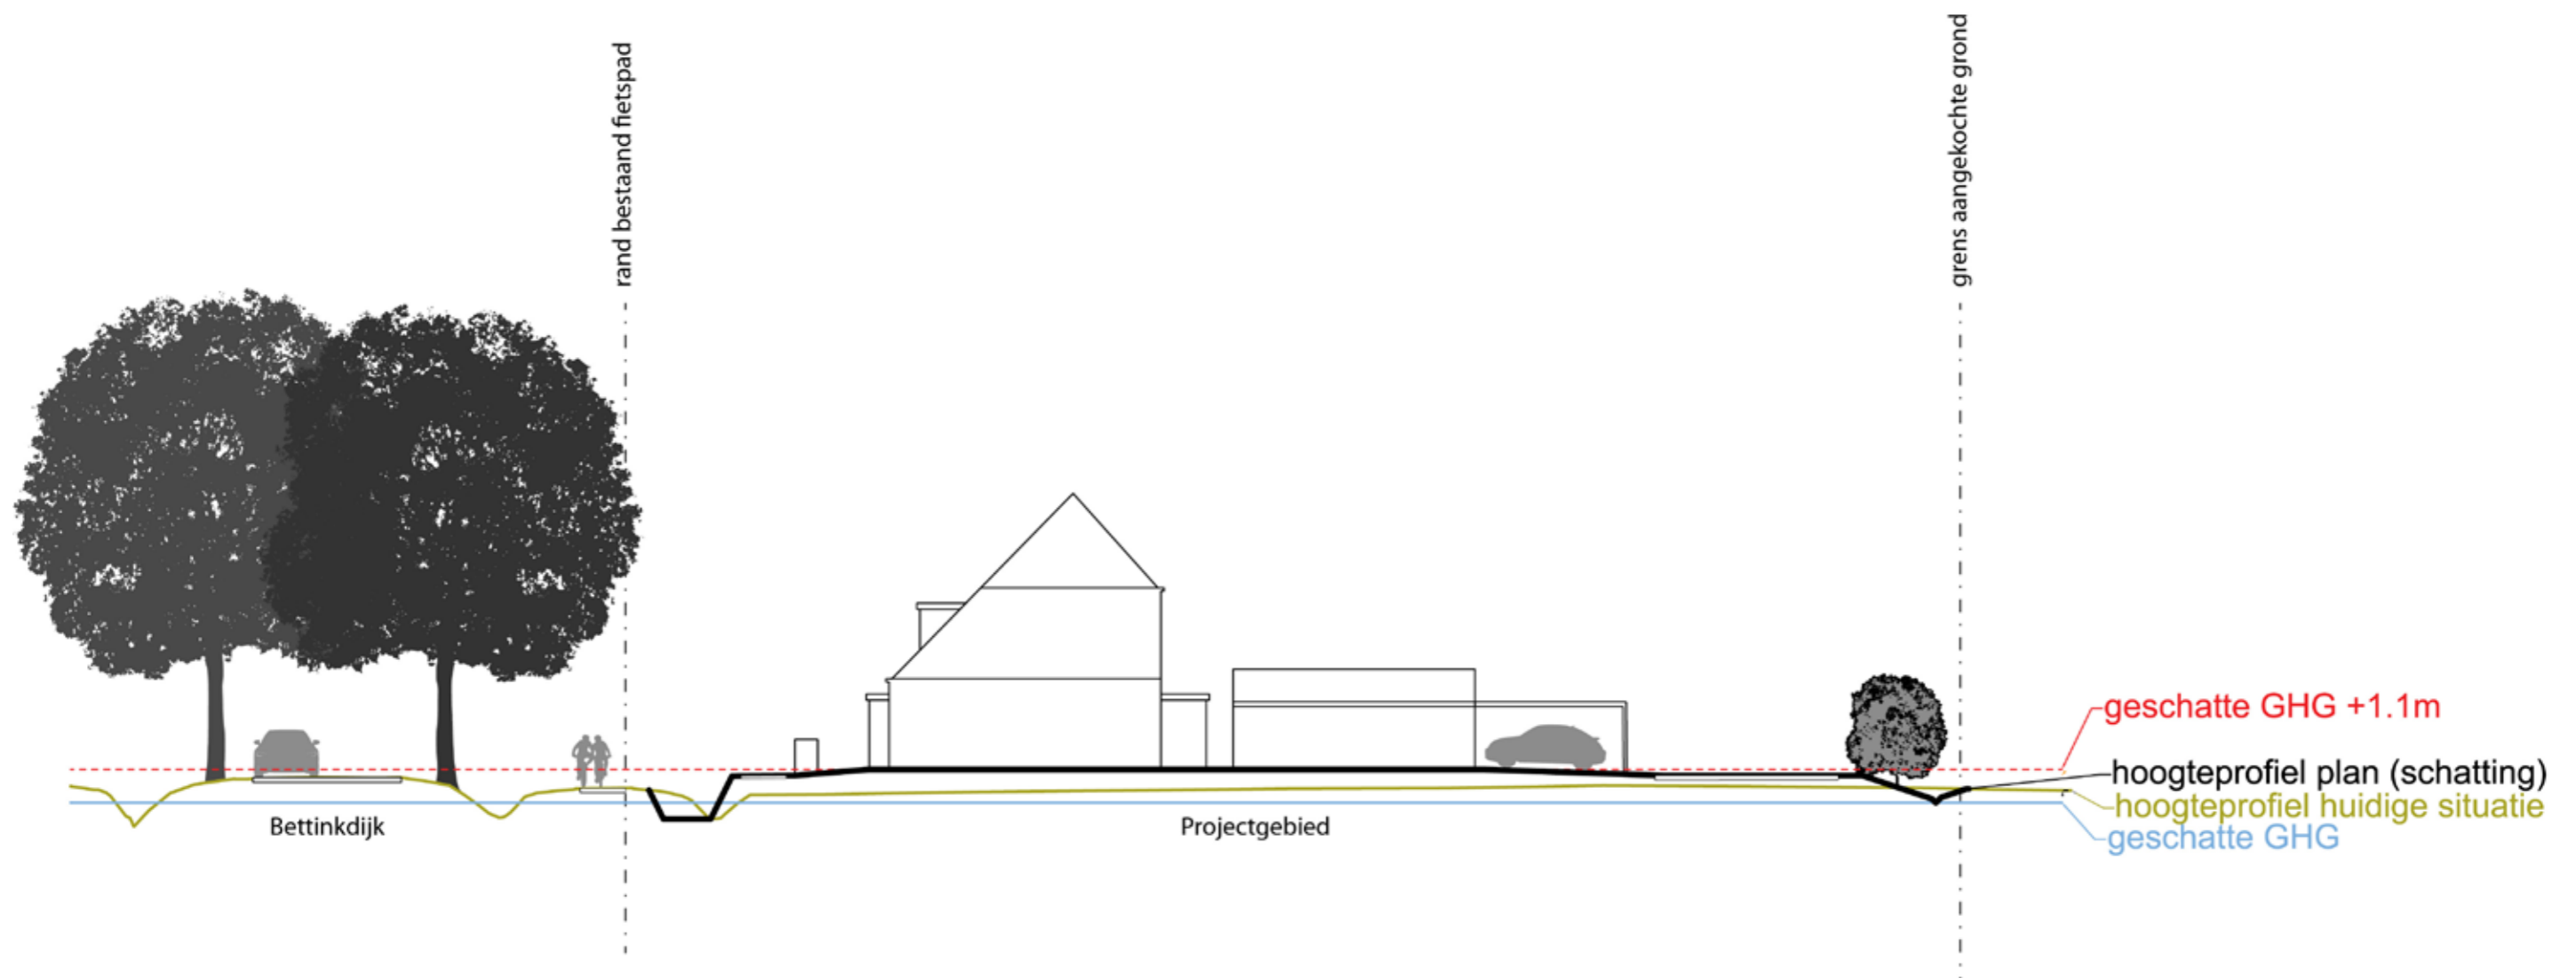 rand bestaand fietspad
grens aangekochte grond
geschatte GHG +1.1m
hoogteprofiel plan (schatting)
hoogteprofiel huidige situatie
geschatte GHG
Bettinkdijk
Projectgebied